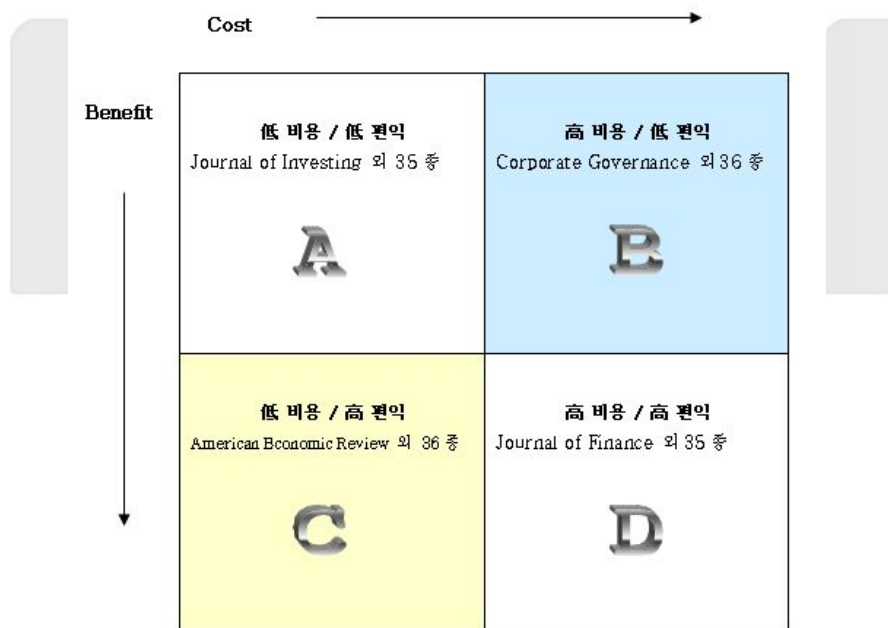 Cost
Benefit
低 비용 / 低 편익
Journal of Investing 외 35 종
A
高 비용 / 低 편익
Corporate Governance 외 36 종
B
低 비용 / 高 편익
American Economic Review 외 36 종
C
高 비용 / 高 편익
Journal of Finance 외 35 종
D